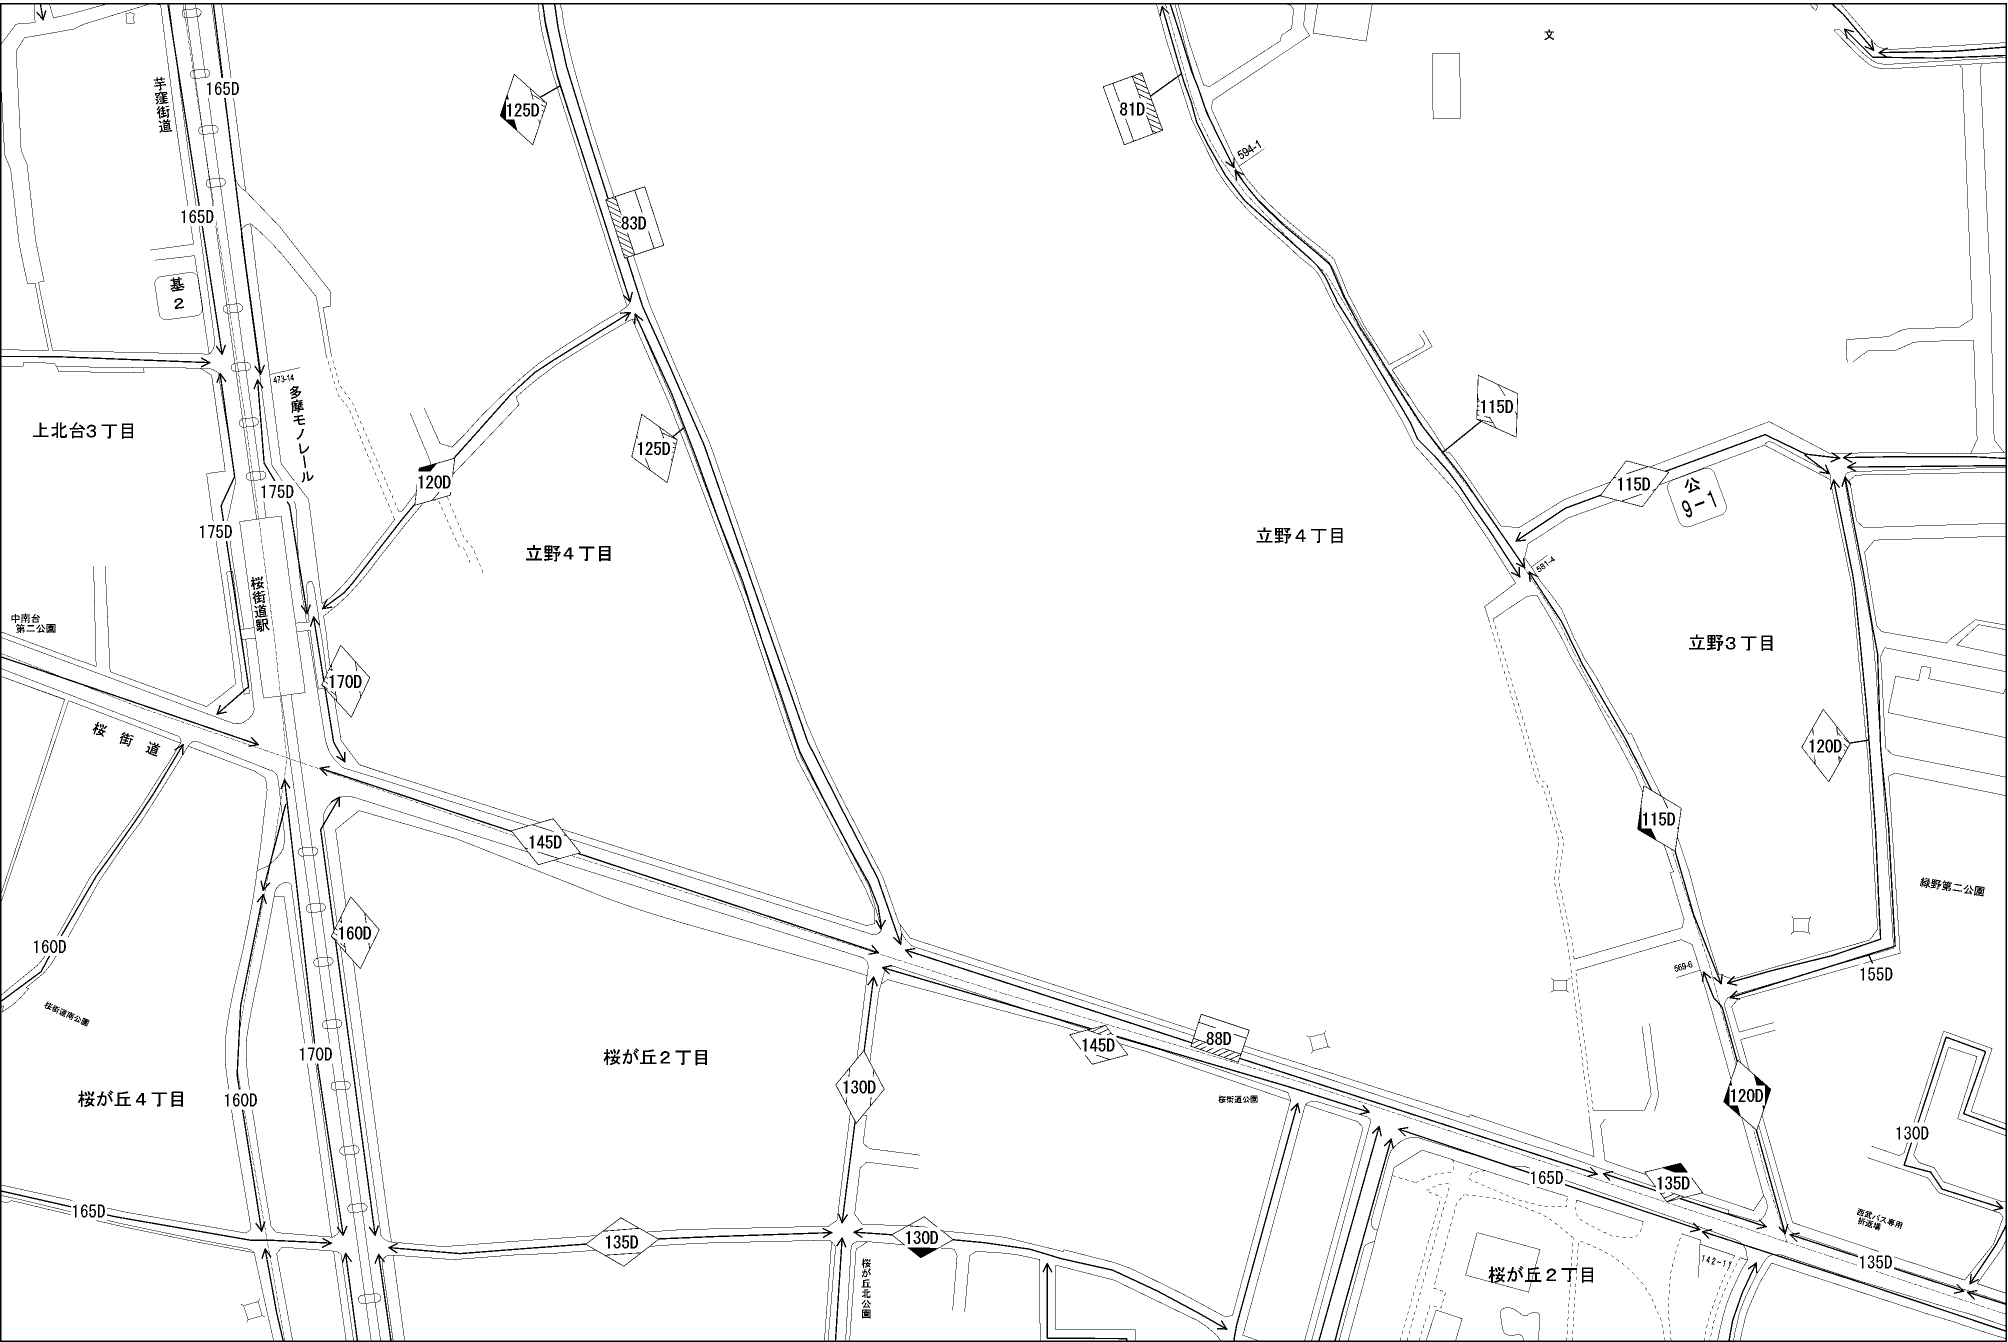 文
165D
芋窪街道
125D
81D
594-1
165D
83D
基
2
473-14
多摩モノレール
上北台3丁目
125D
115D
120D
175D
115D
公
9-1
175D
立野4丁目
立野4丁目
581-4
桜街道駅
中南台
第二公園
立野3丁目
170D
桜街道
120D
115D
145D
緑野第二公園
160D
160D
569-6
155D
桜街道南公園
88D
145D
170D
桜が丘2丁目
130D
120D
桜が丘4丁目
160D
桜街道公園
130D
165D
135D
165D
西武バス専用
折返場
135D
130D
135D
142-11
桜が丘2丁目
桜が丘北公園